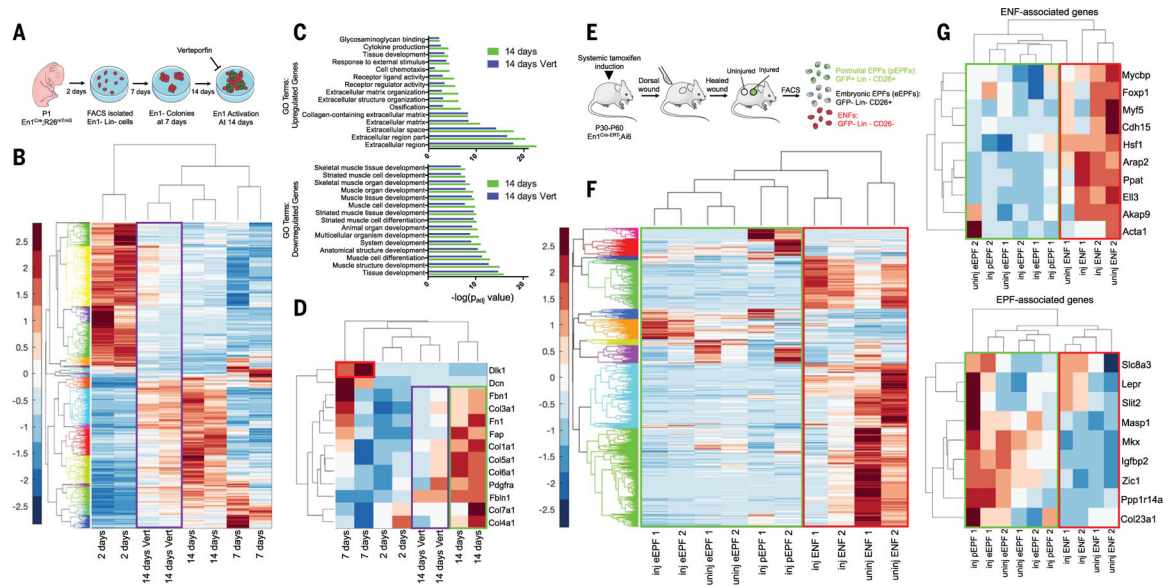 A
Verteporfin
2 days
7 days
14 days
P1
En1Cre;R26mTmG
FACS isolated
En1- Lin- cells
En1- Colonies
at 7 days
En1 Activation
At 14 days
B
2.5
2
1.5
1
0.5
0
-0.5
-1
-1.5
-2
-2.5
2 days
2 days
14 days Vert
14 days Vert
14 days
14 days
7 days
7 days
C
GO Terms:
Upregulated Genes
Glycosaminoglycan binding
Cytokine production
Tissue development
Response to external stimulus
Cell chemotaxis
Receptor ligand activity
Receptor regulator activity
Extracellular matrix organization
Extracellular structure organization
Ossification
Collagen-containing extracellular matrix
Extracellular matrix
Extracellular space
Extracellular region part
Extracellular region
14 days
14 days Vert
0
10
20
GO Terms:
Downregulated Genes
Skeletal muscle tissue development
Striated muscle cell development
Skeletal muscle organ development
Muscle organ development
Muscle tissue development
Muscle cell development
Striated muscle tissue development
Striated muscle cell differentiation
Animal organ development
Multicellular organism development
System development
Anatomical structure development
Muscle cell differentiation
Muscle structure development
Tissue development
14 days
14 days Vert
0
10
20
-log(padj value)
D
Dlk1
Dcn
Fbn1
Col3a1
Fn1
Fap
Col1a1
Col5a1
Col6a1
Pdgfra
Fbln1
Col7a1
Col4a1
7 days
7 days
2 days
2 days
14 days Vert
14 days Vert
14 days
14 days
E
Systemic tamoxifen
induction
Dorsal
wound
Healed
wound
Uninjured
Injured
FACS
P30-P60
En1Cre-ERT;Ai6
Postnatal EPFs (pEPFs):
GFP+ Lin- CD26+
Embryonic EPFs (eEPFs):
GFP- Lin- CD26+
ENFs:
GFP- Lin - CD26-
F
2.5
2
1.5
1
0.5
0
-0.5
-1
-1.5
-2
-2.5
inj eEPF 1
inj eEPF 2
uninj eEPF 1
uninj eEPF 2
inj pEPF 1
inj pEPF 2
inj ENF 1
inj ENF 2
uninj ENF 1
uninj ENF 2
G
ENF-associated genes
Mycbp
Foxp1
Myf5
Cdh15
Hsf1
Arap2
Ppat
Ell3
Akap9
Acta1
uninj eEPF 2
inj pEPF 2
uninj eEPF 1
inj eEPF 1
inj eEPF 2
inj pEPF 1
uninj ENF 1
inj ENF 1
inj ENF 2
uninj ENF 2
EPF-associated genes
Slc8a3
Lepr
Slit2
Masp1
Mkx
Igfbp2
Zic1
Ppp1r14a
Col23a1
inj pEPF 1
inj eEPF 1
uninj eEPF 2
uninj eEPF 1
inj eEPF 2
inj pEPF 2
inj ENF 1
inj ENF 2
uninj ENF 1
uninj ENF 2